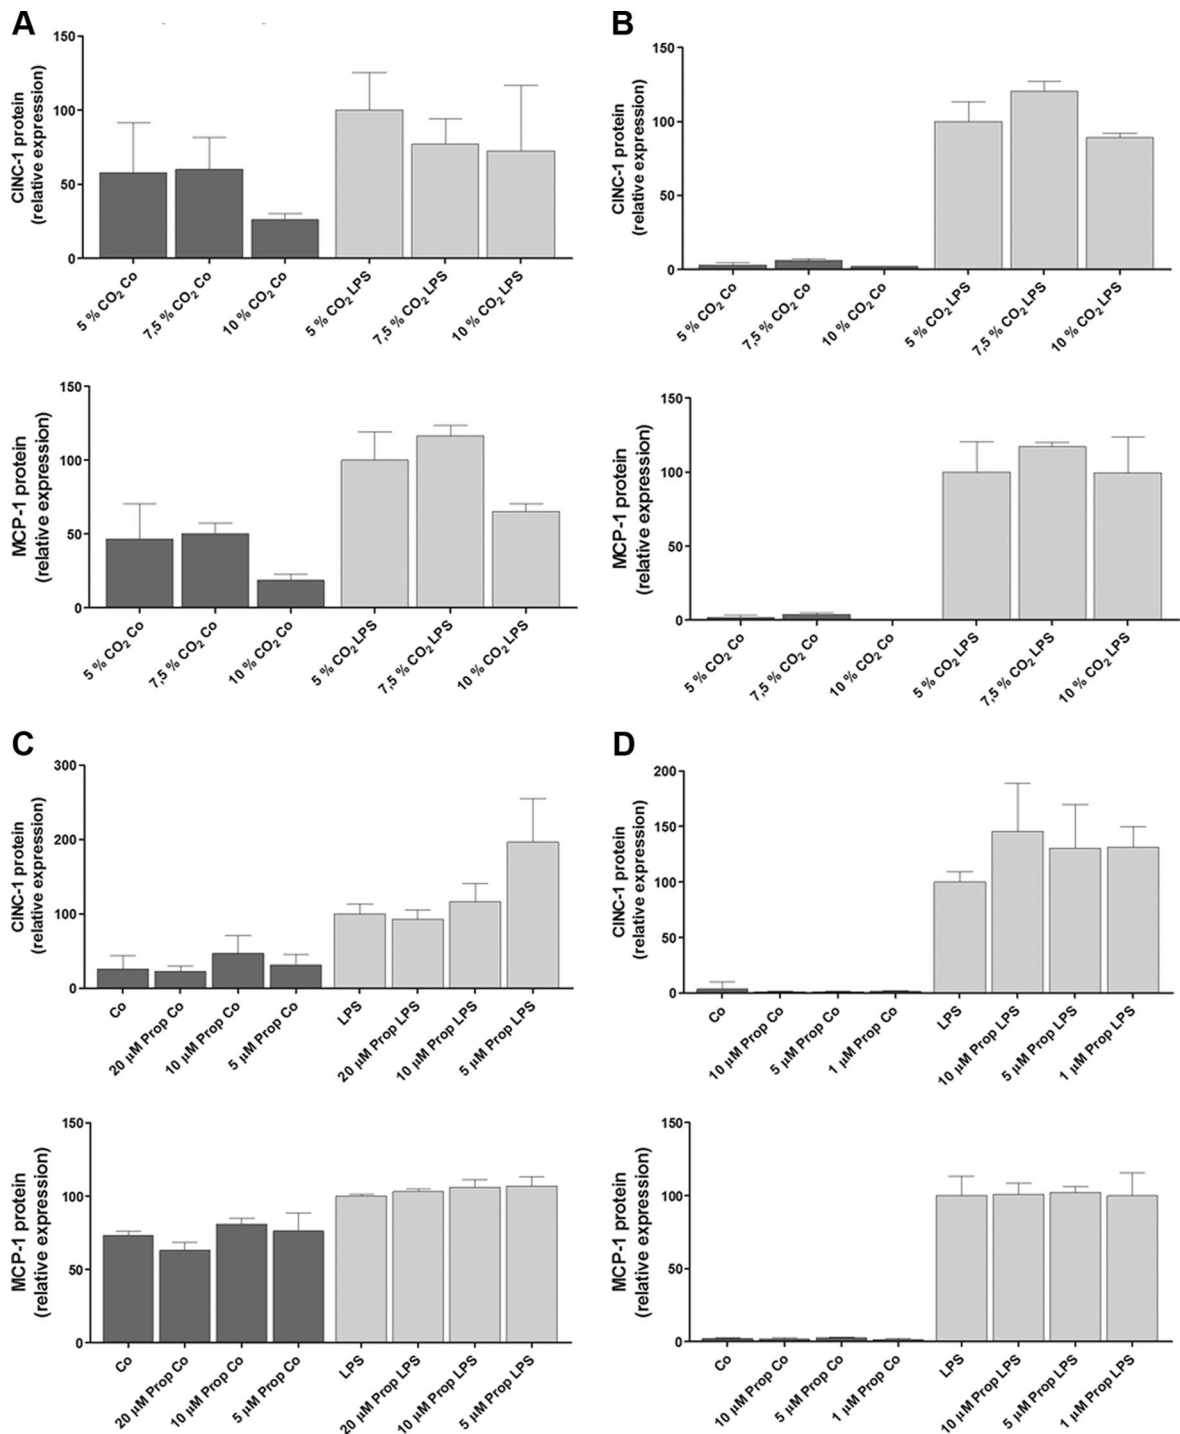 A
CINC-1 protein
(relative expression)
150
100
50
0
5 % CO₂ Co
7,5 % CO₂ Co
10 % CO₂ Co
5 % CO₂ LPS
7,5 % CO₂ LPS
10 % CO₂ LPS
MCP-1 protein
(relative expression)
150
100
50
0
5 % CO₂ Co
7,5 % CO₂ Co
10 % CO₂ Co
5 % CO₂ LPS
7,5 % CO₂ LPS
10 % CO₂ LPS
B
CINC-1 protein
(relative expression)
150
100
50
0
5 % CO₂ Co
7,5 % CO₂ Co
10 % CO₂ Co
5 % CO₂ LPS
7,5 % CO₂ LPS
10 % CO₂ LPS
MCP-1 protein
(relative expression)
150
100
50
0
5 % CO₂ Co
7,5 % CO₂ Co
10 % CO₂ Co
5 % CO₂ LPS
7,5 % CO₂ LPS
10 % CO₂ LPS
C
CINC-1 protein
(relative expression)
300
200
100
0
Co
20 µM Prop Co
10 µM Prop Co
5 µM Prop Co
LPS
20 µM Prop LPS
10 µM Prop LPS
5 µM Prop LPS
MCP-1 protein
(relative expression)
150
100
50
0
Co
20 µM Prop Co
10 µM Prop Co
5 µM Prop Co
LPS
20 µM Prop LPS
10 µM Prop LPS
5 µM Prop LPS
D
CINC-1 protein
(relative expression)
200
150
100
50
0
Co
10 µM Prop Co
5 µM Prop Co
1 µM Prop Co
LPS
10 µM Prop LPS
5 µM Prop LPS
1 µM Prop LPS
MCP-1 protein
(relative expression)
150
100
50
0
Co
10 µM Prop Co
5 µM Prop Co
1 µM Prop Co
LPS
10 µM Prop LPS
5 µM Prop LPS
1 µM Prop LPS